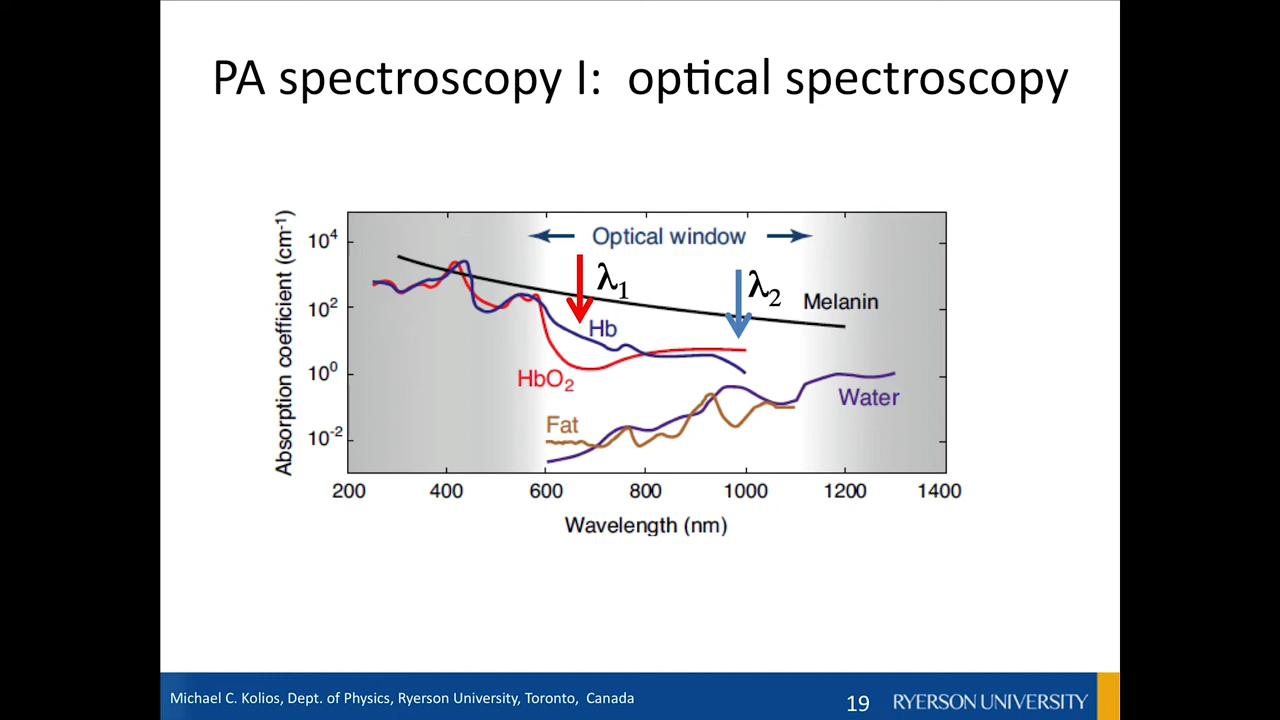 PA spectroscopy I: optical spectroscopy
Absorption coefficient (cm⁻¹)
10⁴
10²
10⁰
10⁻²
Optical window
λ₁
λ₂
Melanin
Hb
HbO₂
Water
Fat
200 400 600 800 1000 1200 1400
Wavelength (nm)
Michael C. Kolios, Dept. of Physics, Ryerson University, Toronto, Canada
19
RYERSON UNIVERSITY